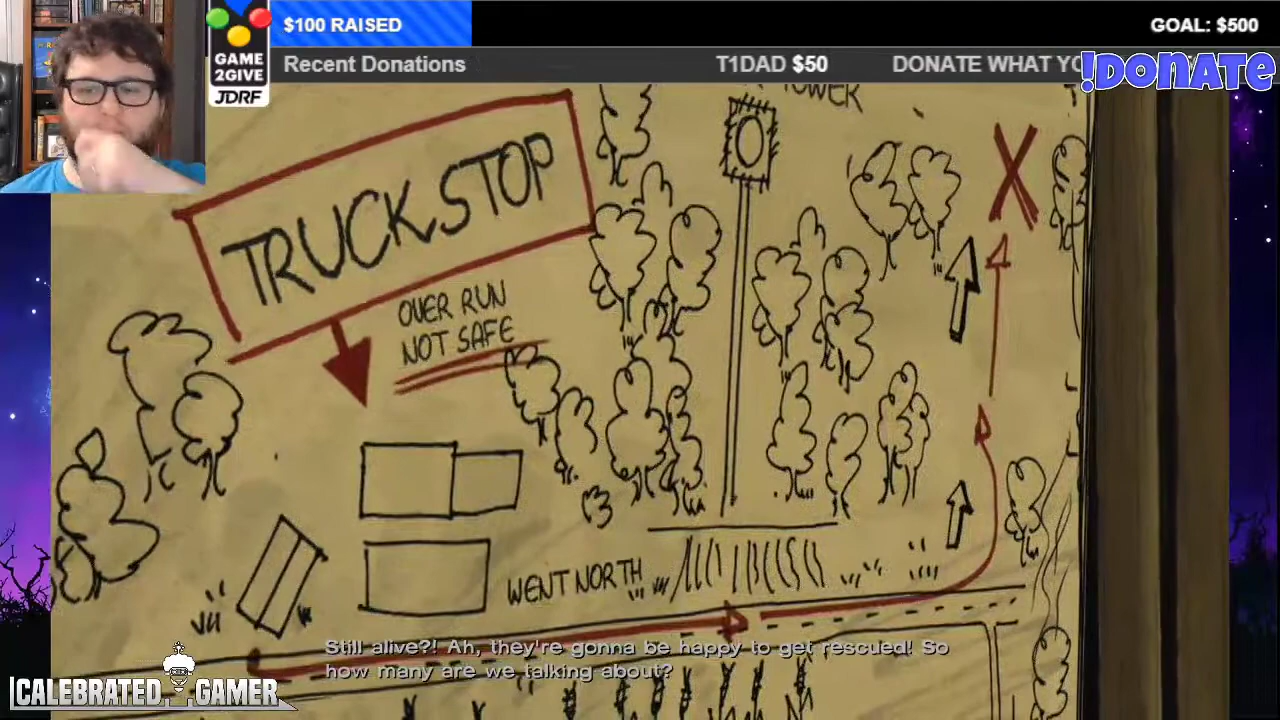 $100 RAISED
GOAL: $500
GAME
2GIVE
JDRF
Recent Donations
T1DAD $50
DONATE WHAT
!DONATE
TOWER
TRUCK STOP
OVER RUN
NOT SAFE
WENT NORTH
Still alive?! Ah, they're gonna be happy to get rescued! So
how many are we talking about?
CALEBRATED GAMER